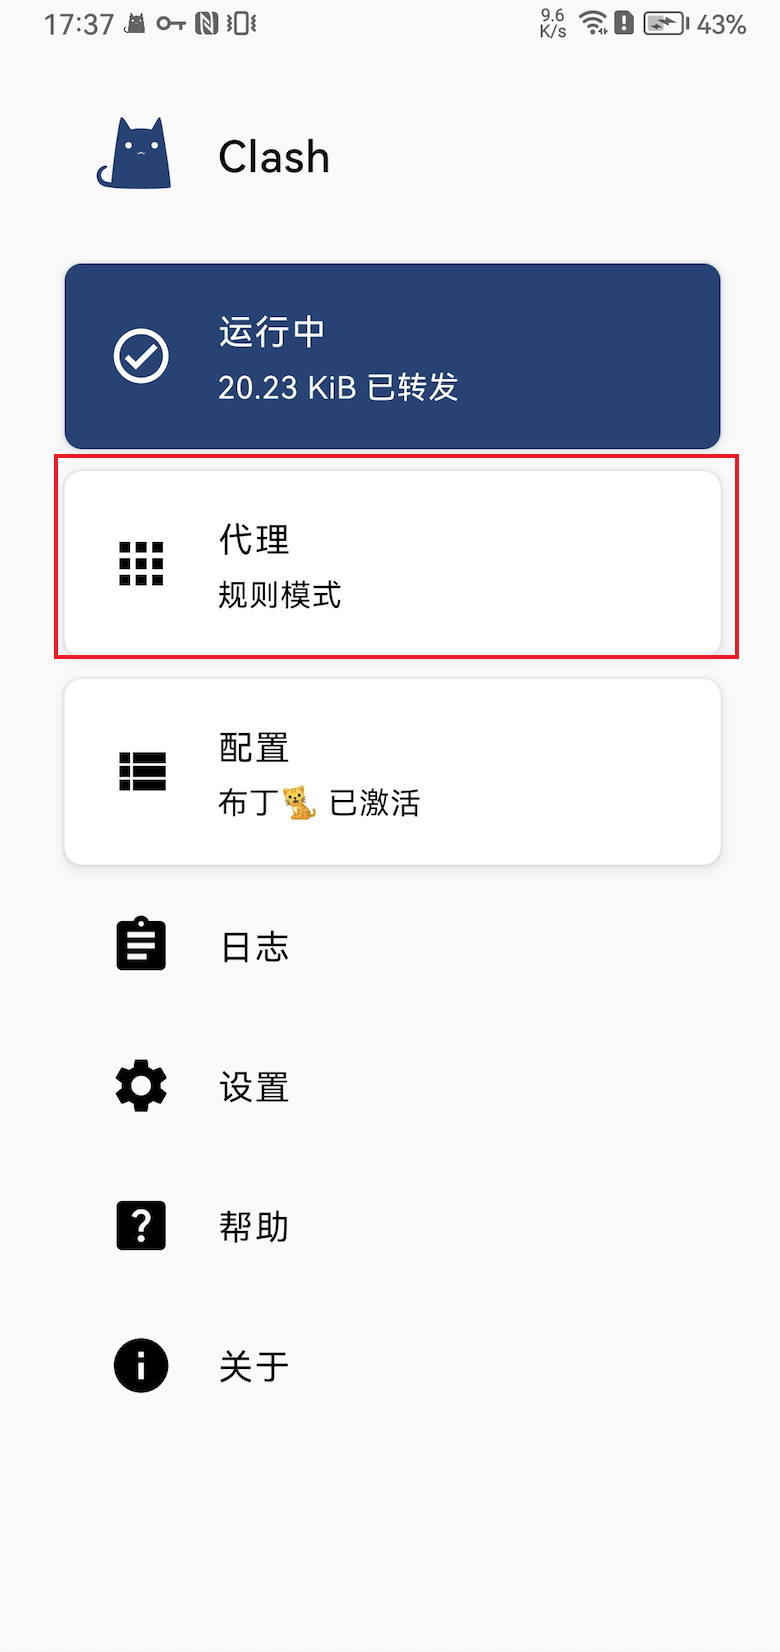 17:37 9.6 K/s 43%
Clash
运行中
20.23 KiB 已转发
代理
规则模式
配置
布丁🐈 已激活
日志
设置
帮助
关于